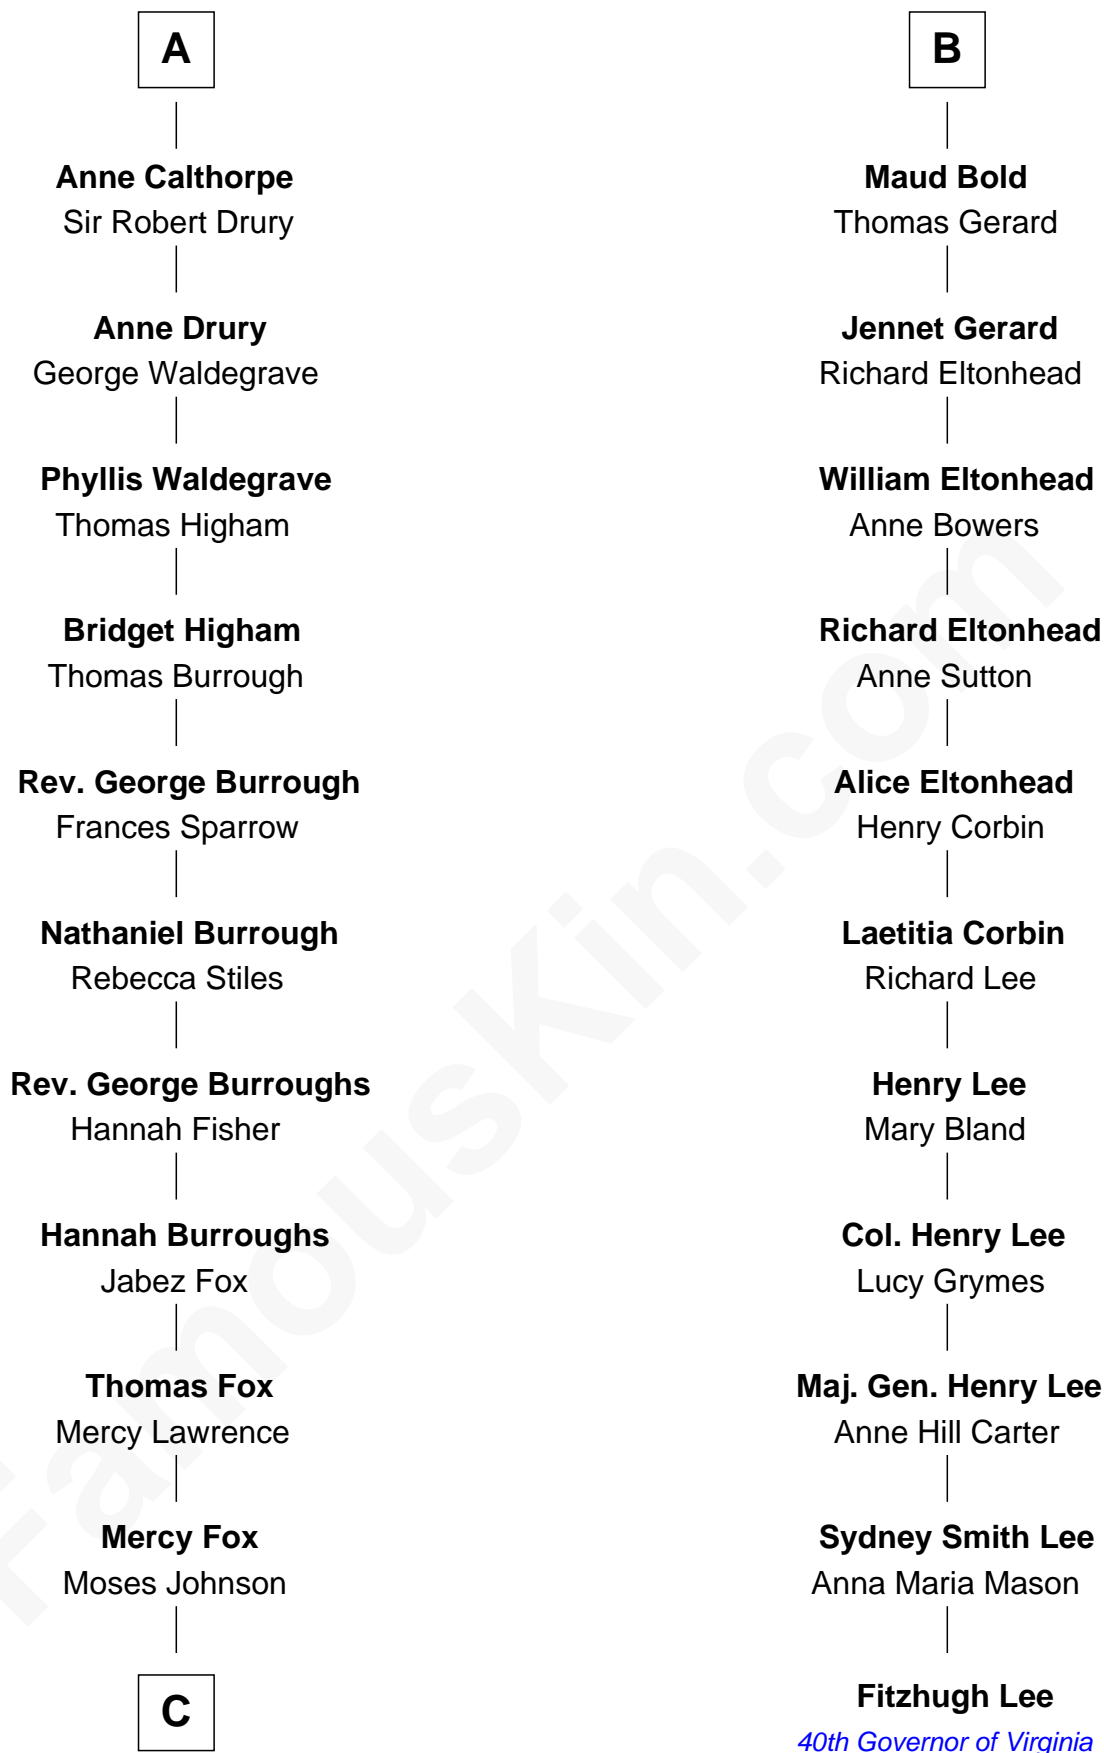 A
Anne Calthorpe
Sir Robert Drury
Anne Drury
George Waldegrave
Phyllis Waldegrave
Thomas Higham
Bridget Higham
Thomas Burrough
Rev. George Burrough
Frances Sparrow
Nathaniel Burrough
Rebecca Stiles
Rev. George Burroughs
Hannah Fisher
Hannah Burroughs
Jabez Fox
Thomas Fox
Mercy Lawrence
Mercy Fox
Moses Johnson
C
B
Maud Bold
Thomas Gerard
Jennet Gerard
Richard Eltonhead
William Eltonhead
Anne Bowers
Richard Eltonhead
Anne Sutton
Alice Eltonhead
Henry Corbin
Laetitia Corbin
Richard Lee
Henry Lee
Mary Bland
Col. Henry Lee
Lucy Grymes
Maj. Gen. Henry Lee
Anne Hill Carter
Sydney Smith Lee
Anna Maria Mason
Fitzhugh Lee
40th Governor of Virginia
FamousKin.com